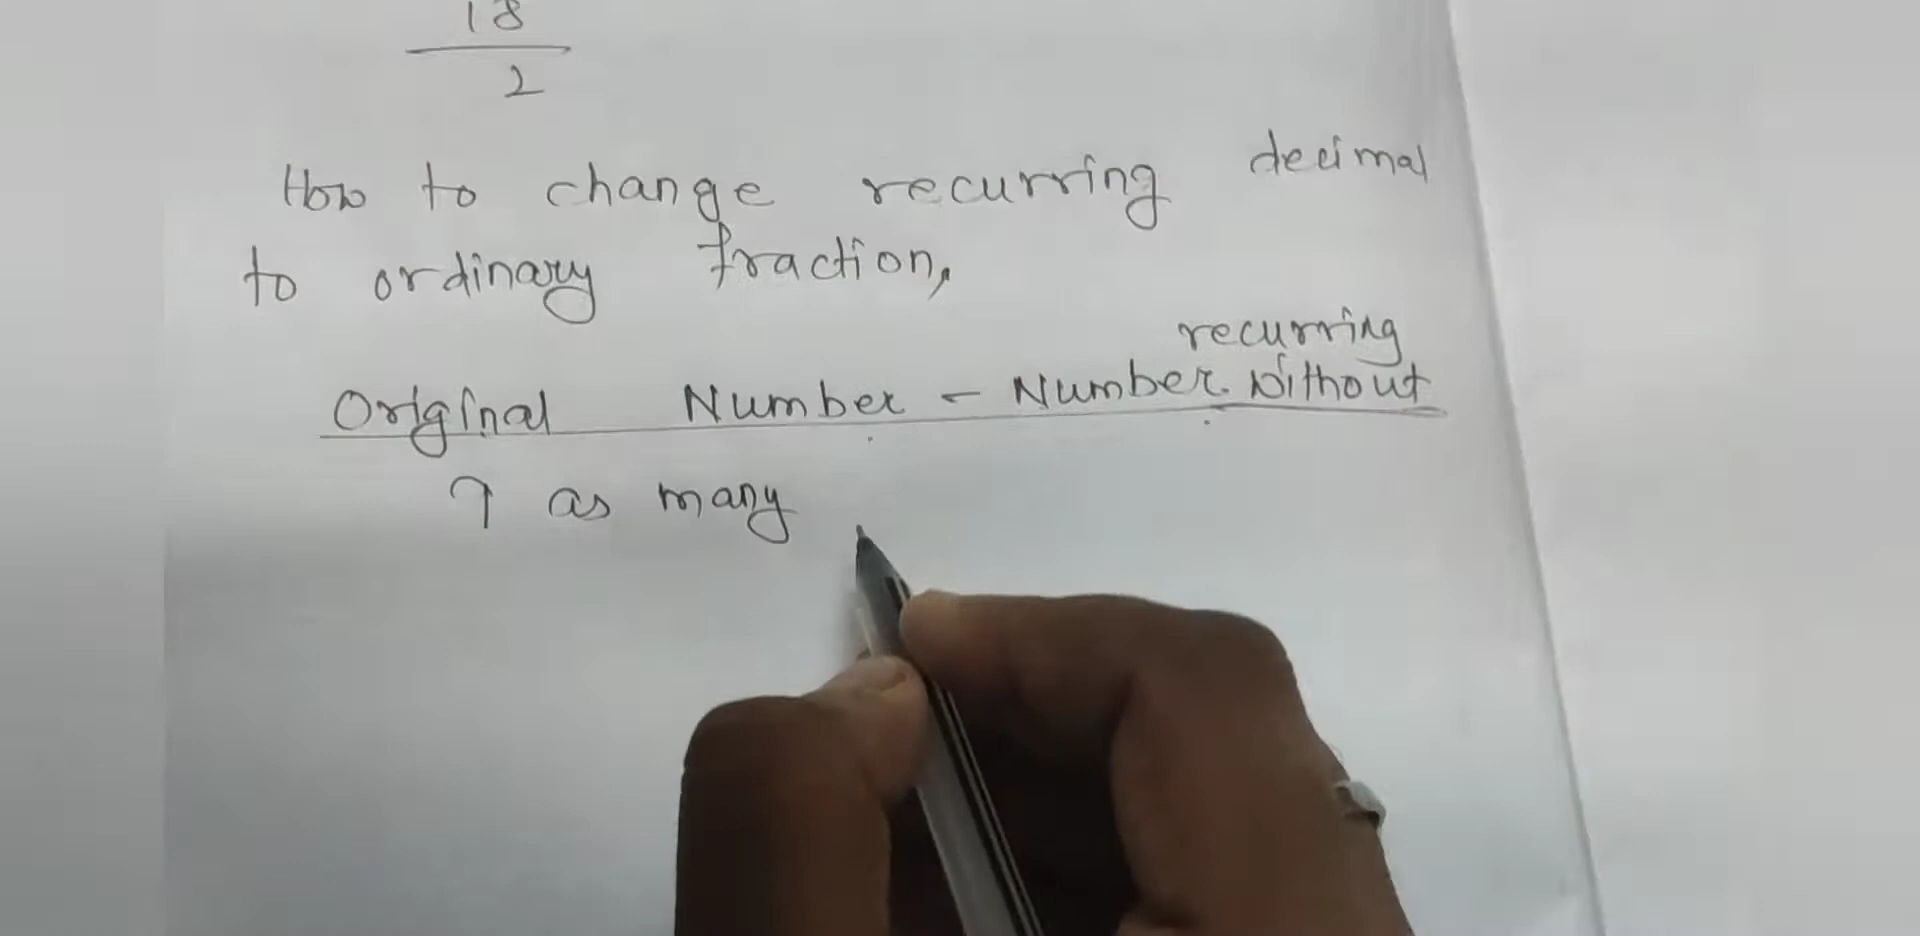 18
2
How to change recurring decimal
to ordinary fraction,
recurring
Original Number - Number without
9 as many